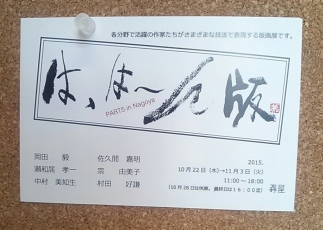 各分野で活躍の作家たちがさまざまな技法で表現する版画展です。
は、は〜ん版
PART5 in Nagoya
岡田　毅　佐久間　嘉明
瀬和居　孝一　宗　由美子
中村　美知生　村田　好謙
2015.
10月22日（木）→11月3日（火）
11:00～18:00
（10月28日は休廊、最終日は16:00迄）